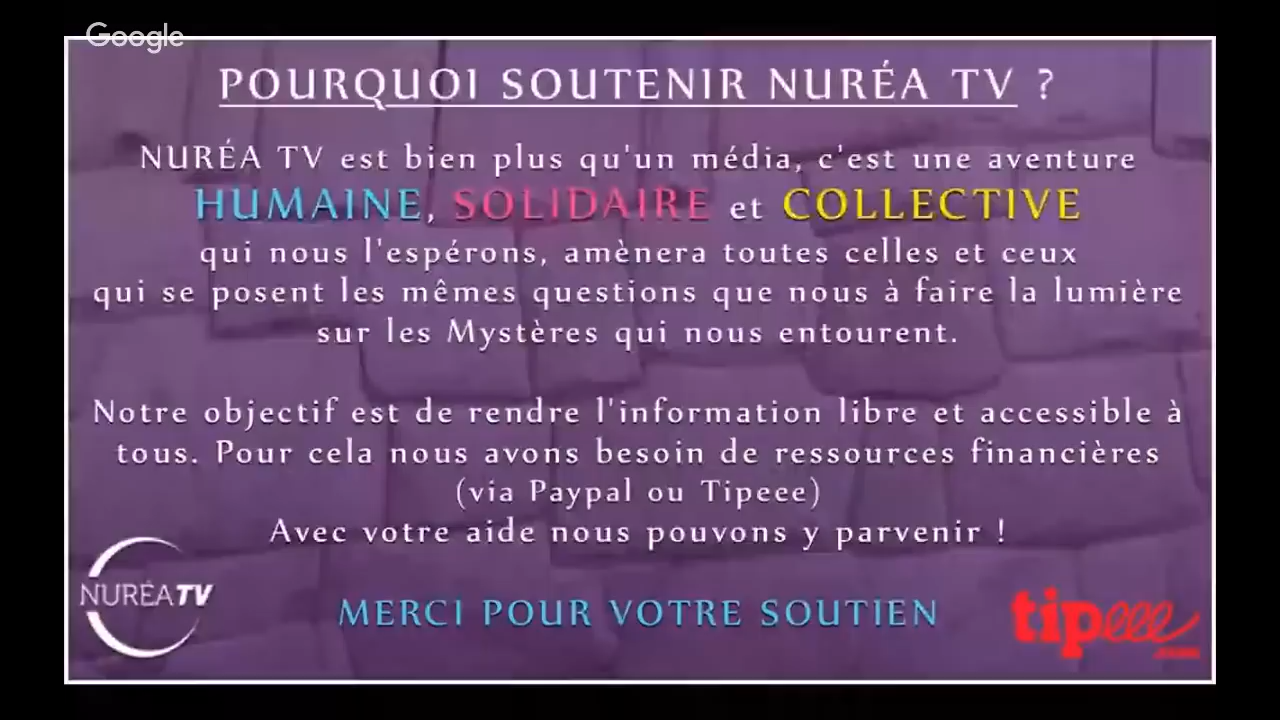 Google
POURQUOI SOUTENIR NURÉA TV ?
NURÉA TV est bien plus qu'un média, c'est une aventure
HUMAINE, SOLIDAIRE et COLLECTIVE
qui nous l'espérons, amènera toutes celles et ceux
qui se posent les mêmes questions que nous à faire la lumière
sur les Mystères qui nous entourent.
Notre objectif est de rendre l'information libre et accessible à
tous. Pour cela nous avons besoin de ressources financières
(via Paypal ou Tipeee)
Avec votre aide nous pouvons y parvenir !
NURÉATV
MERCI POUR VOTRE SOUTIEN
tipeee